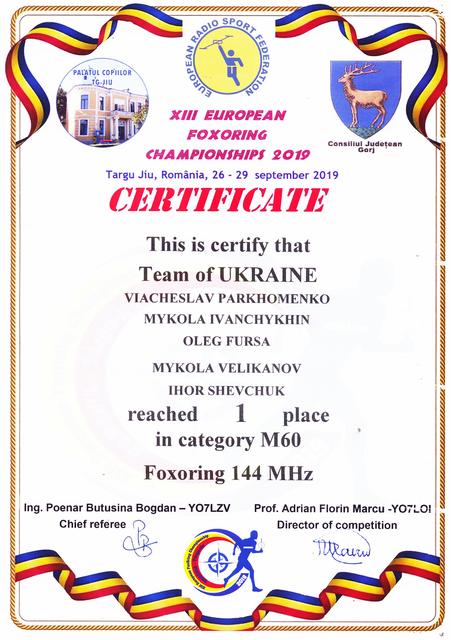 EUROPEAN RADIO SPORT FEDERATION
PALATUL COPIILOR
TG-JIU
Consiliul Județean
Gorj
XIII EUROPEAN
FOXORING
CHAMPIONSHIPS 2019
Targu Jiu, România, 26 - 29 september 2019
CERTIFICATE
This is certify that
Team of UKRAINE
VIACHESLAV PARKHOMENKO
MYKOLA IVANCHYKHIN
OLEG FURSA
MYKOLA VELIKANOV
IHOR SHEVCHUK
reached 1 place
in category M60
Foxoring 144 MHz
Ing. Poenar Butusina Bogdan – YO7LZV
Chief referee
Prof. Adrian Florin Marcu -YO7LOI
Director of competition